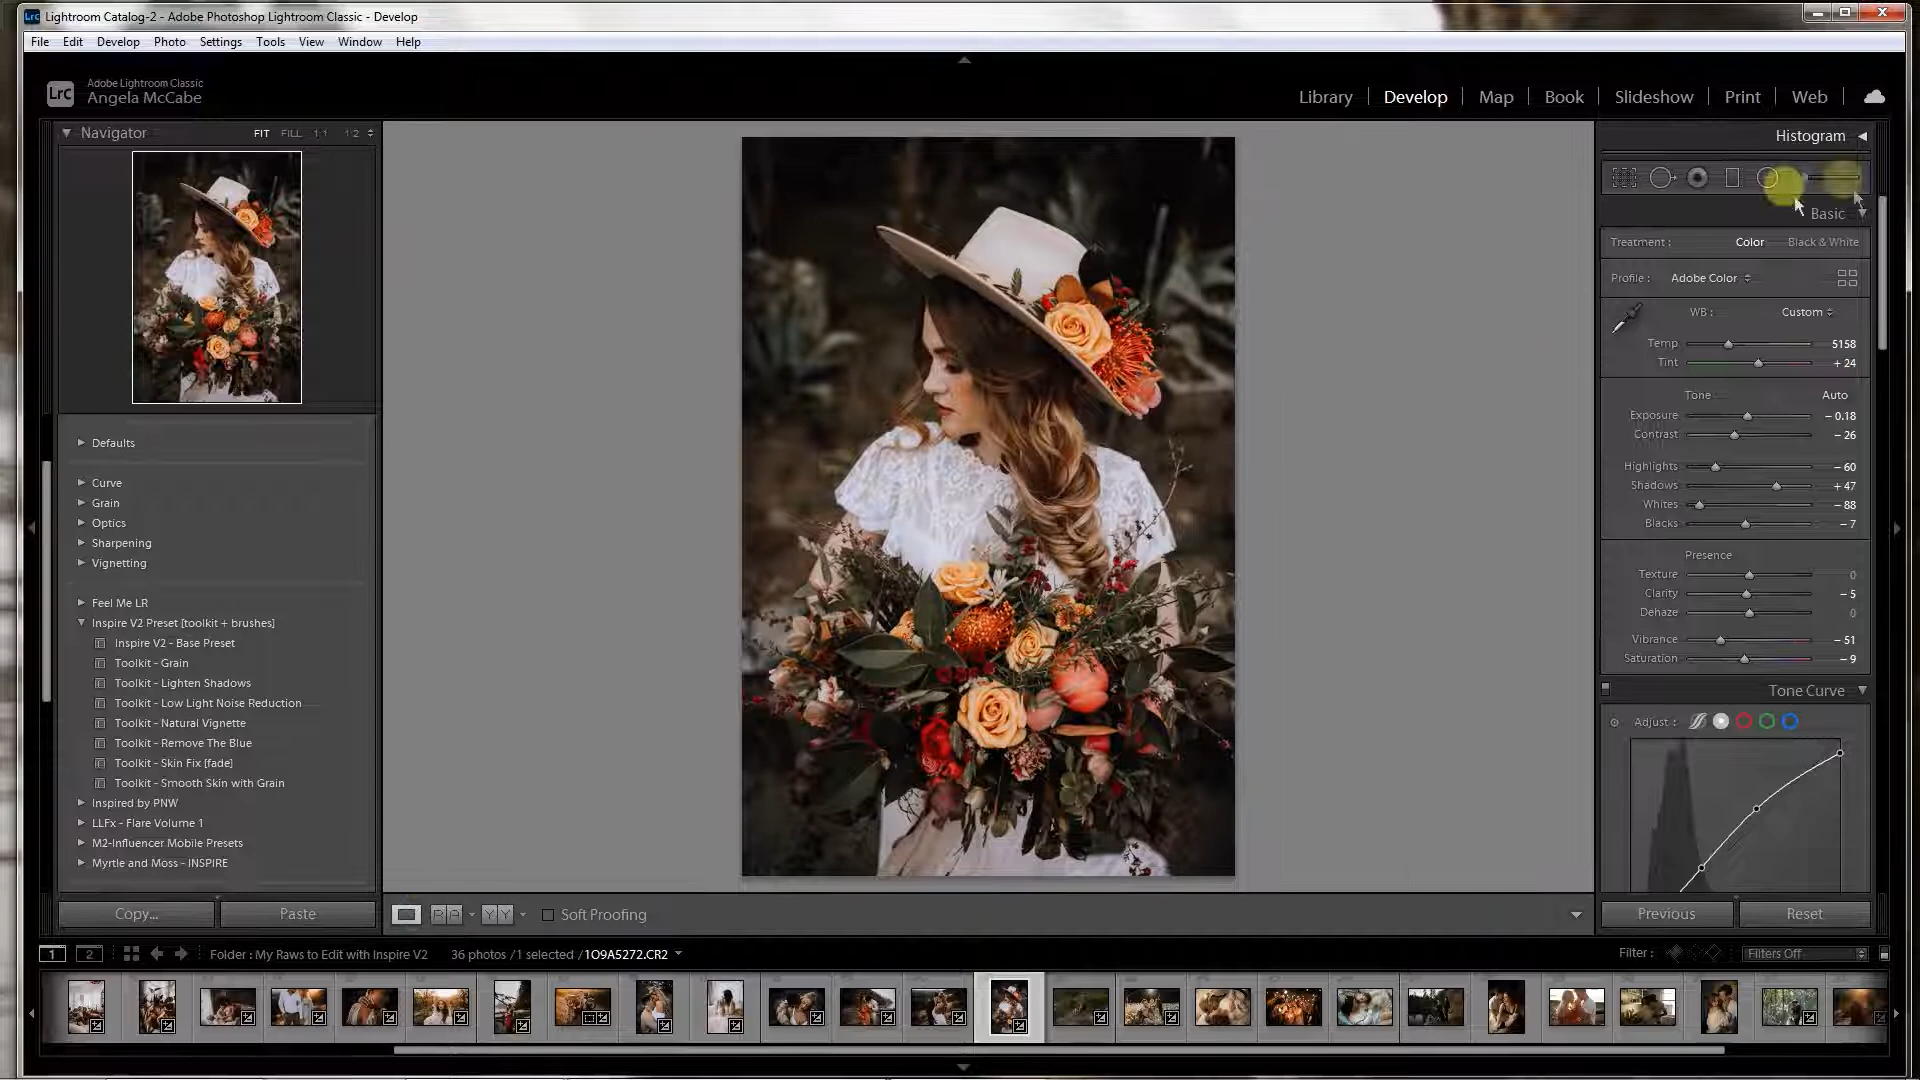 Lightroom Catalog-2 - Adobe Photoshop Lightroom Classic - Develop
File Edit Develop Photo Settings Tools View Window Help
Lrc
Adobe Lightroom Classic
Angela McCabe
Library Develop Map Book Slideshow Print Web
Navigator FIT FILL 1:1 1:2
Defaults
Curve
Grain
Optics
Sharpening
Vignetting
Feel Me LR
Inspire V2 Preset [toolkit + brushes]
Inspire V2 - Base Preset
Toolkit - Grain
Toolkit - Lighten Shadows
Toolkit - Low Light Noise Reduction
Toolkit - Natural Vignette
Toolkit - Remove The Blue
Toolkit - Skin Fix [fade]
Toolkit - Smooth Skin with Grain
Inspired by PNW
LLFx - Flare Volume 1
M2-Influencer Mobile Presets
Myrtle and Moss - INSPIRE
Copy... Paste
Soft Proofing
Histogram
Basic
Treatment : Color Black & White
Profile : Adobe Color
WB : Custom
Temp 5158
Tint + 24
Tone Auto
Exposure - 0.18
Contrast - 26
Highlights - 60
Shadows + 47
Whites - 88
Blacks - 7
Presence
Texture 0
Clarity - 5
Dehaze 0
Vibrance - 51
Saturation - 9
Tone Curve
Adjust :
Previous Reset
1 2 Folder : My Raws to Edit with Inspire V2 36 photos /1 selected /1O9A5272.CR2 Filter : Filters Off